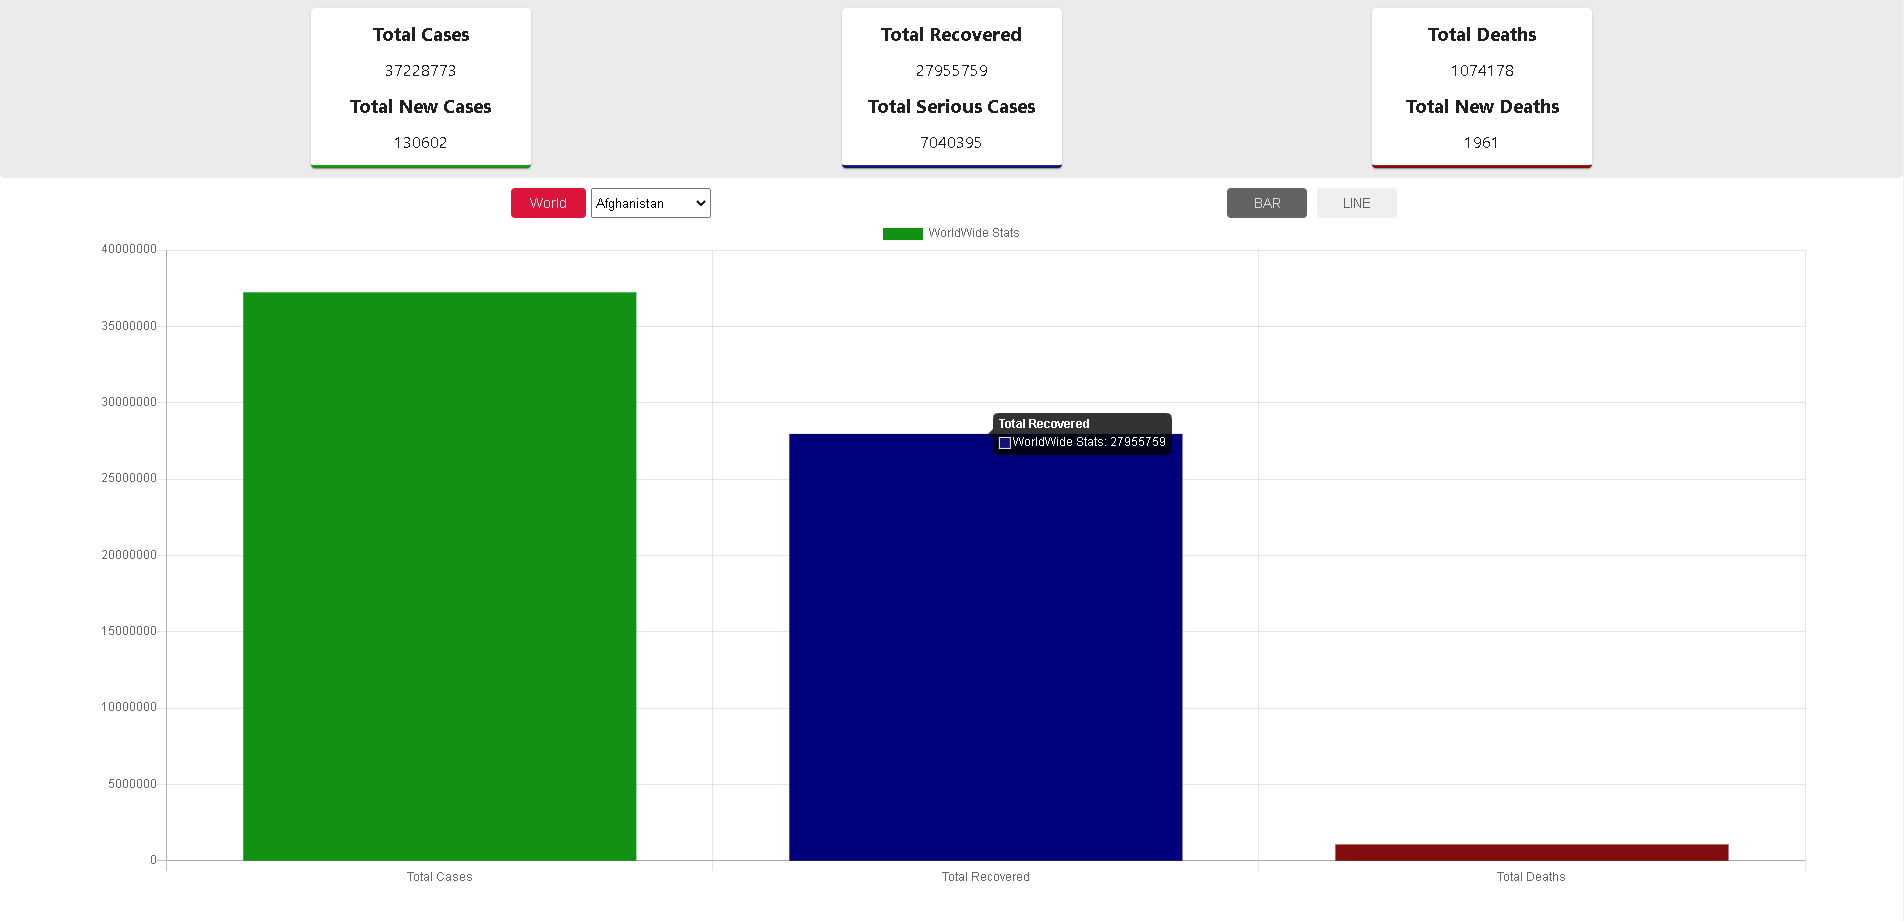 Total Cases
37228773
Total New Cases
130602
Total Recovered
27955759
Total Serious Cases
7040395
Total Deaths
1074178
Total New Deaths
1961
World
Afghanistan
BAR
LINE
WorldWide Stats
40000000
35000000
30000000
25000000
20000000
15000000
10000000
5000000
0
Total Recovered
WorldWide Stats: 27955759
Total Cases
Total Recovered
Total Deaths